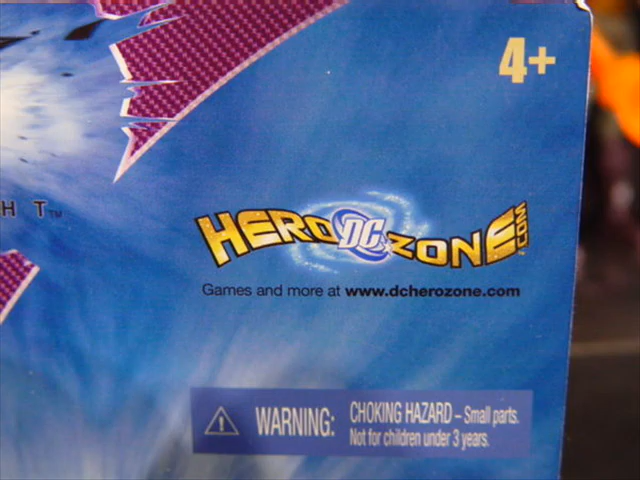 4+
H T™
HERO DC ZONE.COM
Games and more at www.dcherozone.com
WARNING: CHOKING HAZARD – Small parts.
Not for children under 3 years.